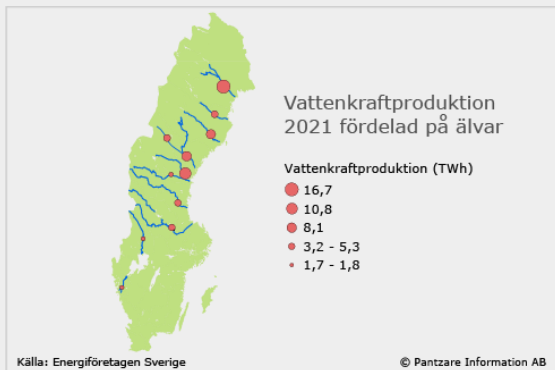 Vattenkraftproduktion
2021 fördelad på älvar
Vattenkraftproduktion (TWh)
16,7
10,8
8,1
3,2 - 5,3
1,7 - 1,8
Källa: Energiföretagen Sverige
© Pantzare Information AB